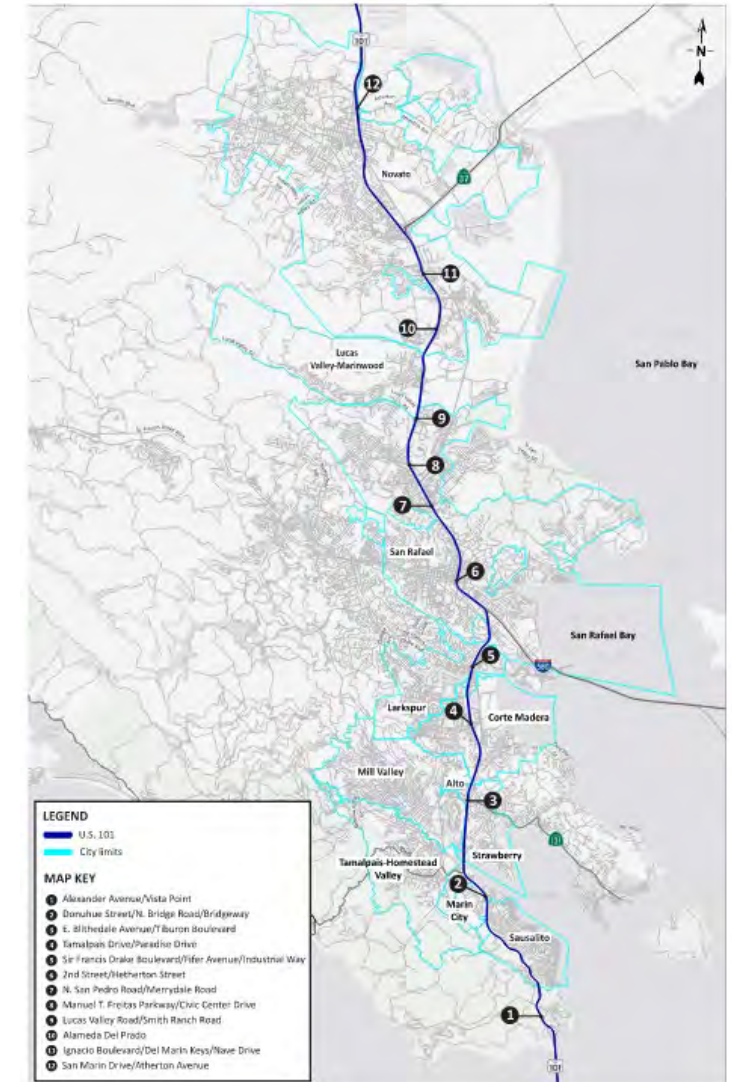 101
N
12
Novato
37
11
10
Lucas
Valley-Marinwood
San Pablo Bay
9
8
7
San Rafael
6
San Rafael Bay
5
580
Larkspur
4
Corte Madera
Mill Valley
Alto
3
131
Strawberry
Tamalpais-Homestead
Valley
2
Marin
City
Sausalito
1
101
LEGEND
U.S. 101
City limits
MAP KEY
1 Alexander Avenue/Vista Point
2 Donuhue Street/N. Bridge Road/Bridgeway
3 E. Blithedale Avenue/Tiburon Boulevard
4 Tamalpais Drive/Paradise Drive
5 Sir Francis Drake Boulevard/Fifer Avenue/Industrial Way
6 2nd Street/Hetherton Street
7 N. San Pedro Road/Merrydale Road
8 Manuel T. Freitas Parkway/Civic Center Drive
9 Lucas Valley Road/Smith Ranch Road
10 Alameda Del Prado
11 Ignacio Boulevard/Del Marin Keys/Nave Drive
12 San Marin Drive/Atherton Avenue